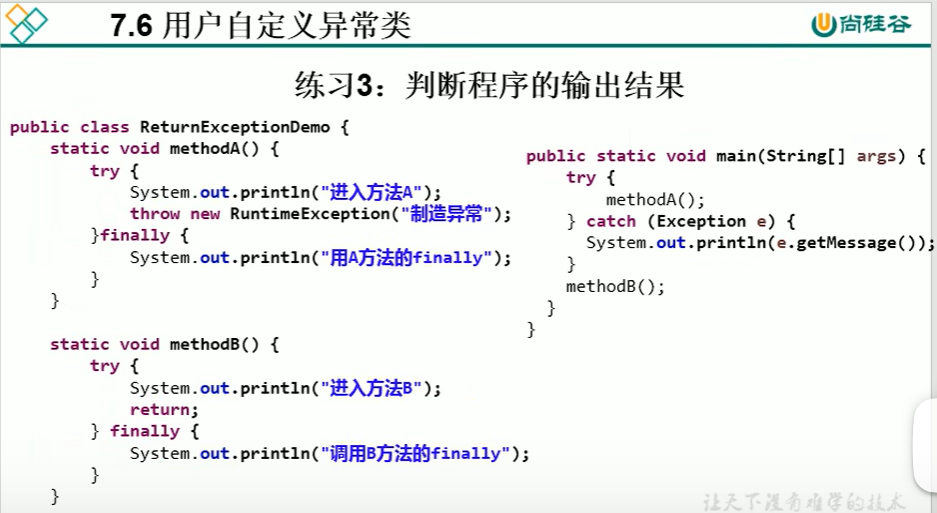 7.6 用户自定义异常类
尚硅谷
练习3：判断程序的输出结果
public class ReturnExceptionDemo {
    static void methodA() {
        try {
            System.out.println("进入方法A");
            throw new RuntimeException("制造异常");
        }finally {
            System.out.println("用A方法的finally");
        }
    }
    static void methodB() {
        try {
            System.out.println("进入方法B");
            return;
        } finally {
            System.out.println("调用B方法的finally");
        }
    }
public static void main(String[] args) {
    try {
        methodA();
    } catch (Exception e) {
      System.out.println(e.getMessage());
    }
    methodB();
  }
}
让天下没有难学的技术